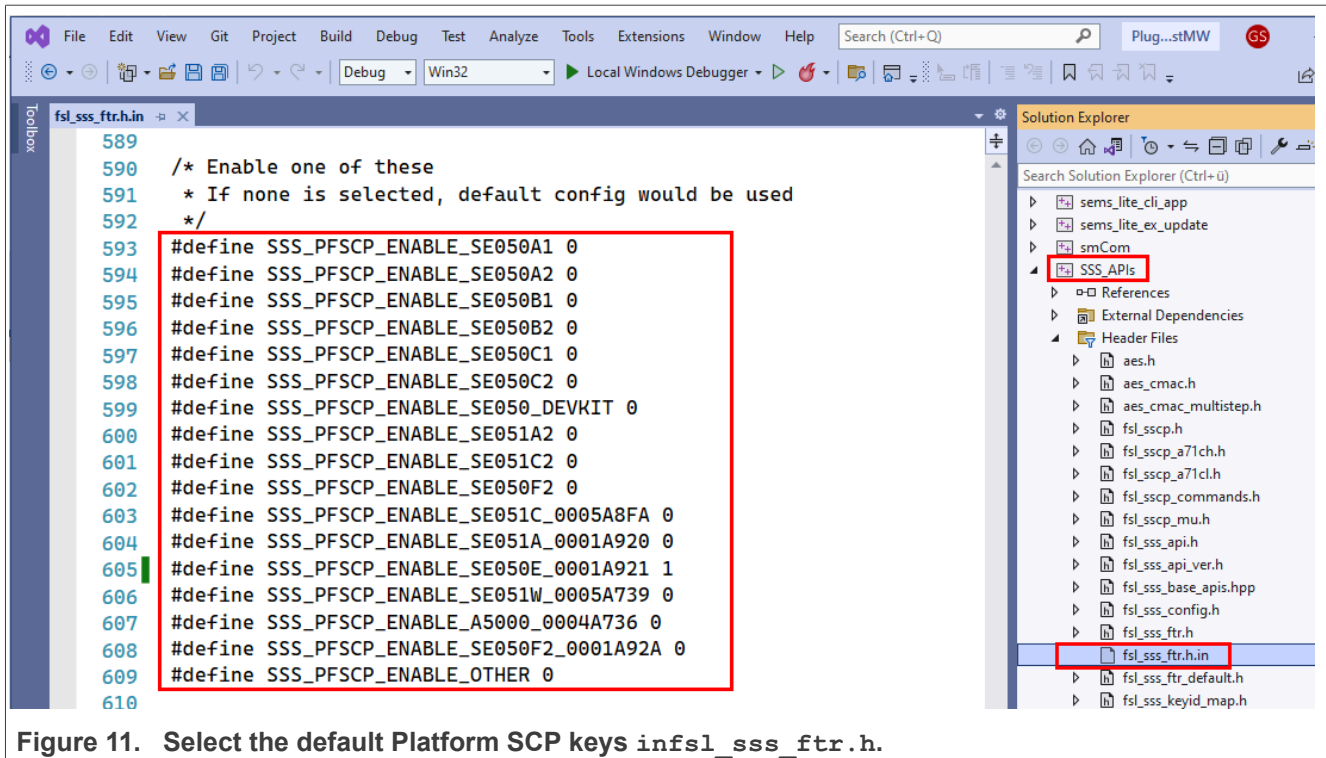 File Edit View Git Project Build Debug Test Analyze Tools Extensions Window Help Search (Ctrl+Q) Plug...stMW GS
Debug Win32 Local Windows Debugger
Toolbox
fsl_sss_ftr.h.in
589
590 /* Enable one of these
591 * If none is selected, default config would be used
592 */
593 #define SSS_PFSCP_ENABLE_SE050A1 0
594 #define SSS_PFSCP_ENABLE_SE050A2 0
595 #define SSS_PFSCP_ENABLE_SE050B1 0
596 #define SSS_PFSCP_ENABLE_SE050B2 0
597 #define SSS_PFSCP_ENABLE_SE050C1 0
598 #define SSS_PFSCP_ENABLE_SE050C2 0
599 #define SSS_PFSCP_ENABLE_SE050_DEVKIT 0
600 #define SSS_PFSCP_ENABLE_SE051A2 0
601 #define SSS_PFSCP_ENABLE_SE051C2 0
602 #define SSS_PFSCP_ENABLE_SE050F2 0
603 #define SSS_PFSCP_ENABLE_SE051C_0005A8FA 0
604 #define SSS_PFSCP_ENABLE_SE051A_0001A920 0
605 #define SSS_PFSCP_ENABLE_SE050E_0001A921 1
606 #define SSS_PFSCP_ENABLE_SE051W_0005A739 0
607 #define SSS_PFSCP_ENABLE_A5000_0004A736 0
608 #define SSS_PFSCP_ENABLE_SE050F2_0001A92A 0
609 #define SSS_PFSCP_ENABLE_OTHER 0
610
Solution Explorer
Search Solution Explorer (Ctrl+ü)
sems_lite_cli_app
sems_lite_ex_update
smCom
SSS_APIs
References
External Dependencies
Header Files
aes.h
aes_cmac.h
aes_cmac_multistep.h
fsl_sscp.h
fsl_sscp_a71ch.h
fsl_sscp_a71cl.h
fsl_sscp_commands.h
fsl_sscp_mu.h
fsl_sss_api.h
fsl_sss_api_ver.h
fsl_sss_base_apis.hpp
fsl_sss_config.h
fsl_sss_ftr.h
fsl_sss_ftr.h.in
fsl_sss_ftr_default.h
fsl_sss_keyid_map.h
Figure 11. Select the default Platform SCP keys infsl_sss_ftr.h.